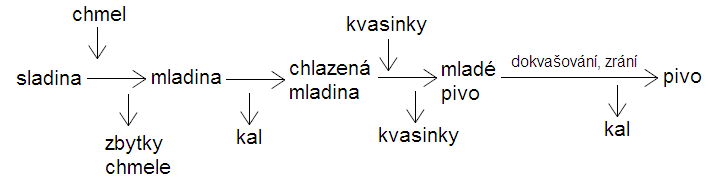 chmel
kvasinky
sladina
mladina
chlazená
mladina
mladé
pivo
dokvašování, zrání
pivo
zbytky
chmele
kal
kvasinky
kal